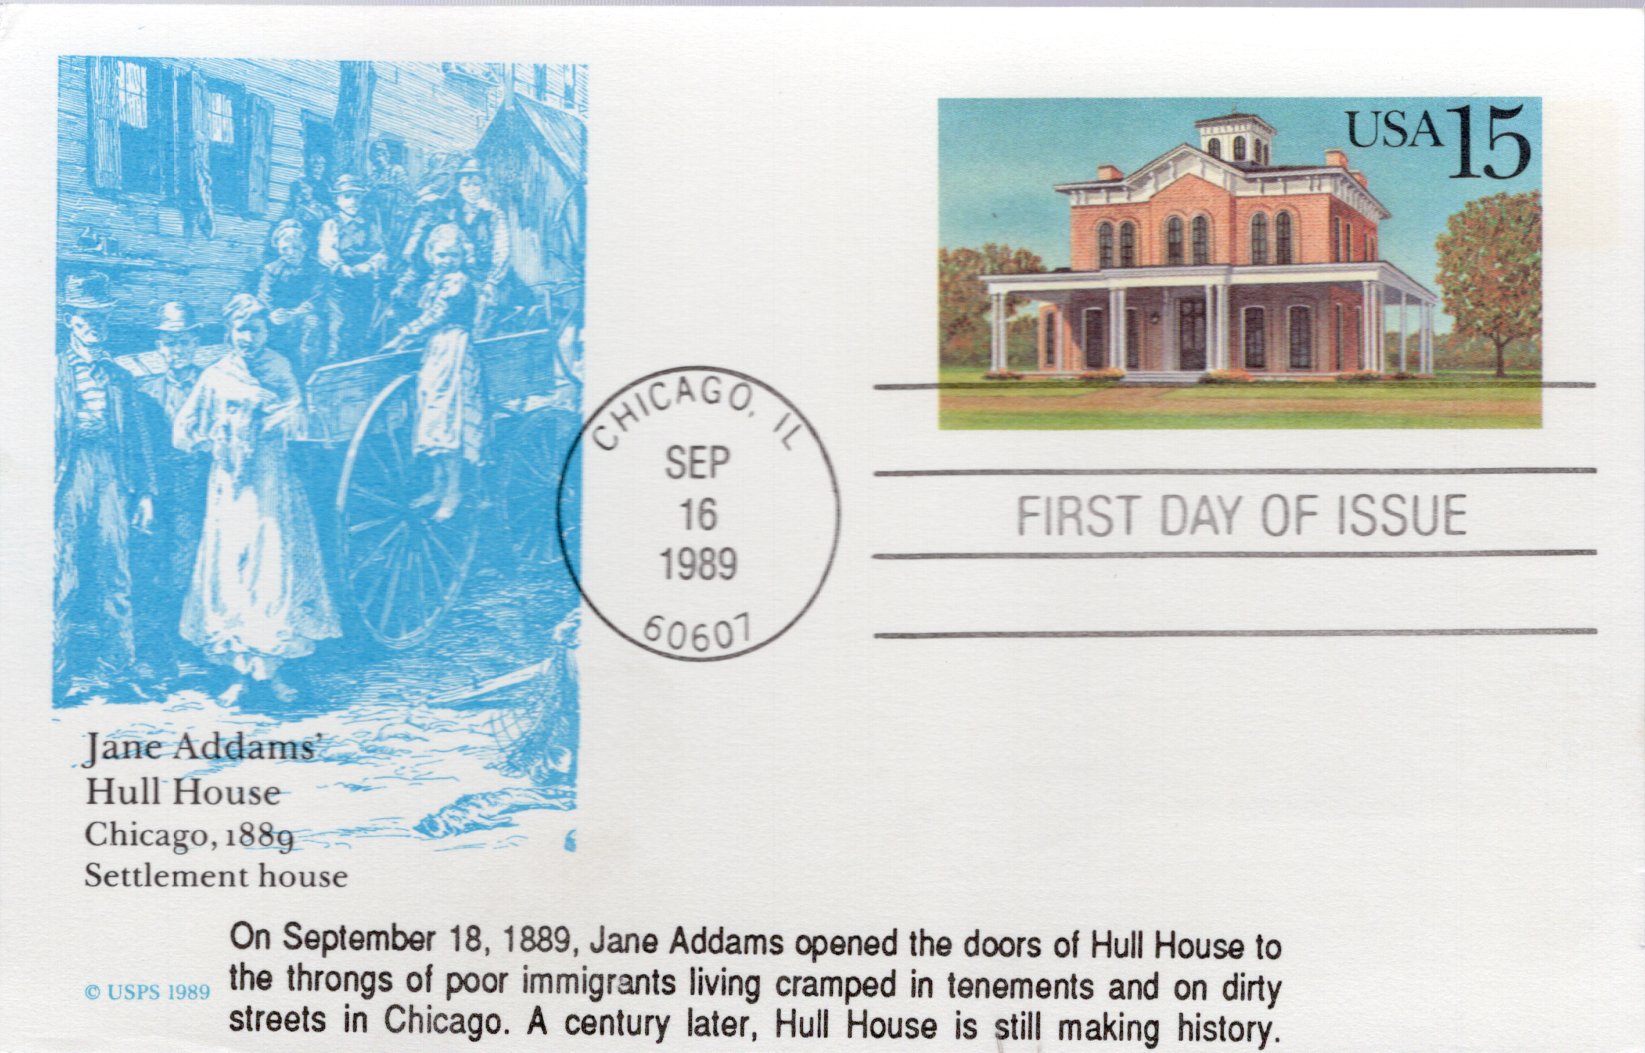 USA 15
CHICAGO, IL
SEP
16
1989
60607
FIRST DAY OF ISSUE
Jane Addams'
Hull House
Chicago, 1889
Settlement house
On September 18, 1889, Jane Addams opened the doors of Hull House to
the throngs of poor immigrants living cramped in tenements and on dirty
streets in Chicago. A century later, Hull House is still making history.
© USPS 1989